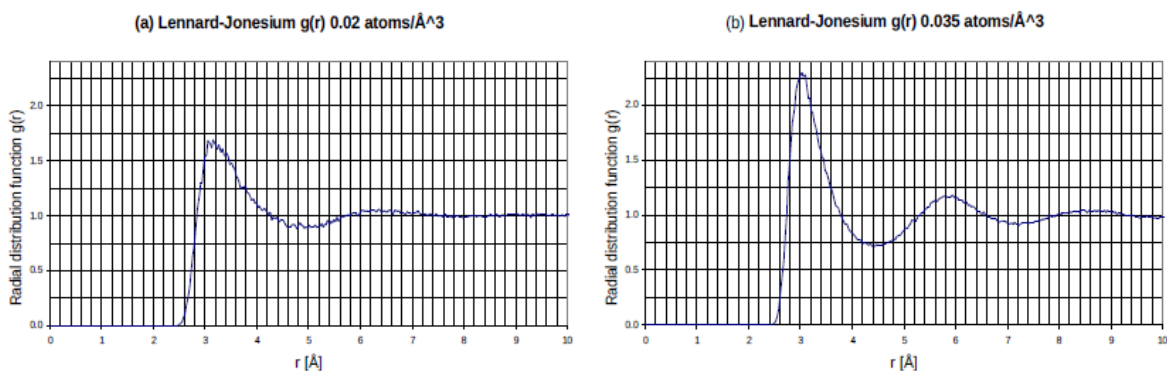 (a) Lennard-Jonesium g(r) 0.02 atoms/Å^3
Radial distribution function g(r)
2.0
1.5
1.0
0.5
0.0
0 1 2 3 4 5 6 7 8 9 10
r [Å]
(b) Lennard-Jonesium g(r) 0.035 atoms/Å^3
Radial distribution function g(r)
2.0
1.5
1.0
0.5
0.0
0 1 2 3 4 5 6 7 8 9 10
r [Å]